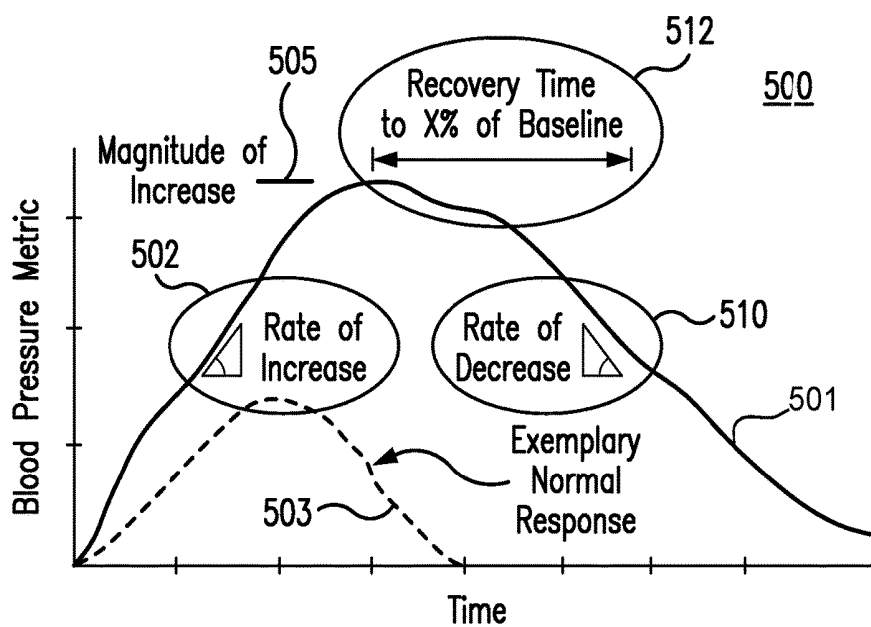 512
505
500
Recovery Time
to X% of Baseline
Magnitude of
Increase
502
510
Rate of
Increase
Rate of
Decrease
501
Exemplary
Normal
Response
503
Blood Pressure Metric
Time